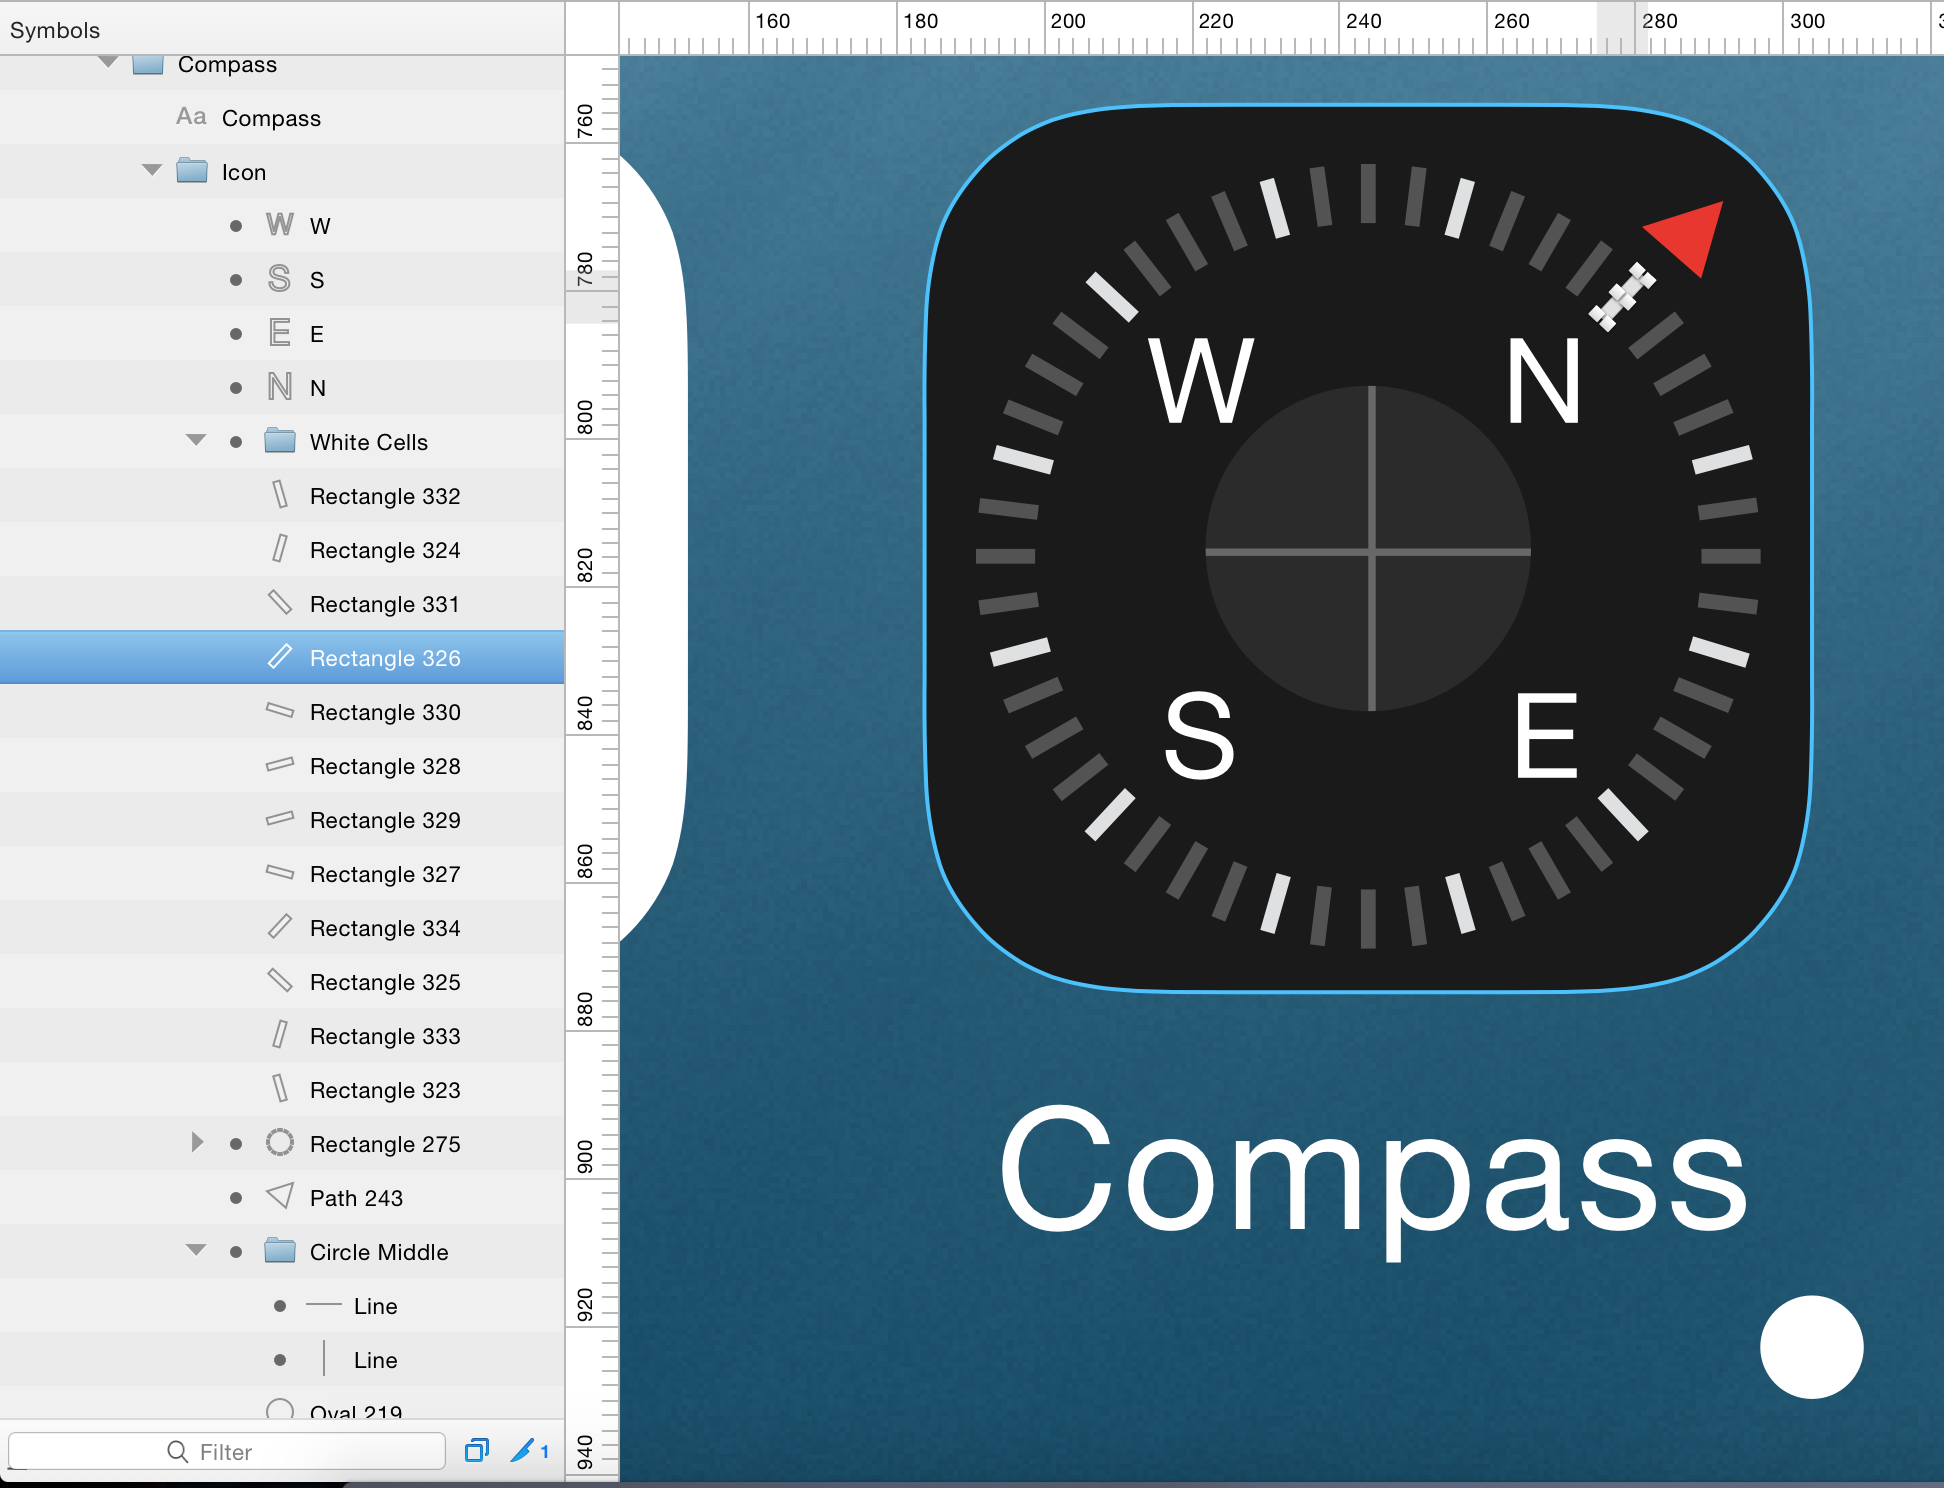 Symbols
Compass
Aa Compass
Icon
W W
S S
E E
N N
White Cells
Rectangle 332
Rectangle 324
Rectangle 331
Rectangle 326
Rectangle 330
Rectangle 328
Rectangle 329
Rectangle 327
Rectangle 334
Rectangle 325
Rectangle 333
Rectangle 323
Rectangle 275
Path 243
Circle Middle
Line
Line
Oval 219
Filter 1
160 180 200 220 240 260 280 300 3
760
780
800
820
840
860
880
900
920
940
W N
S E
Compass